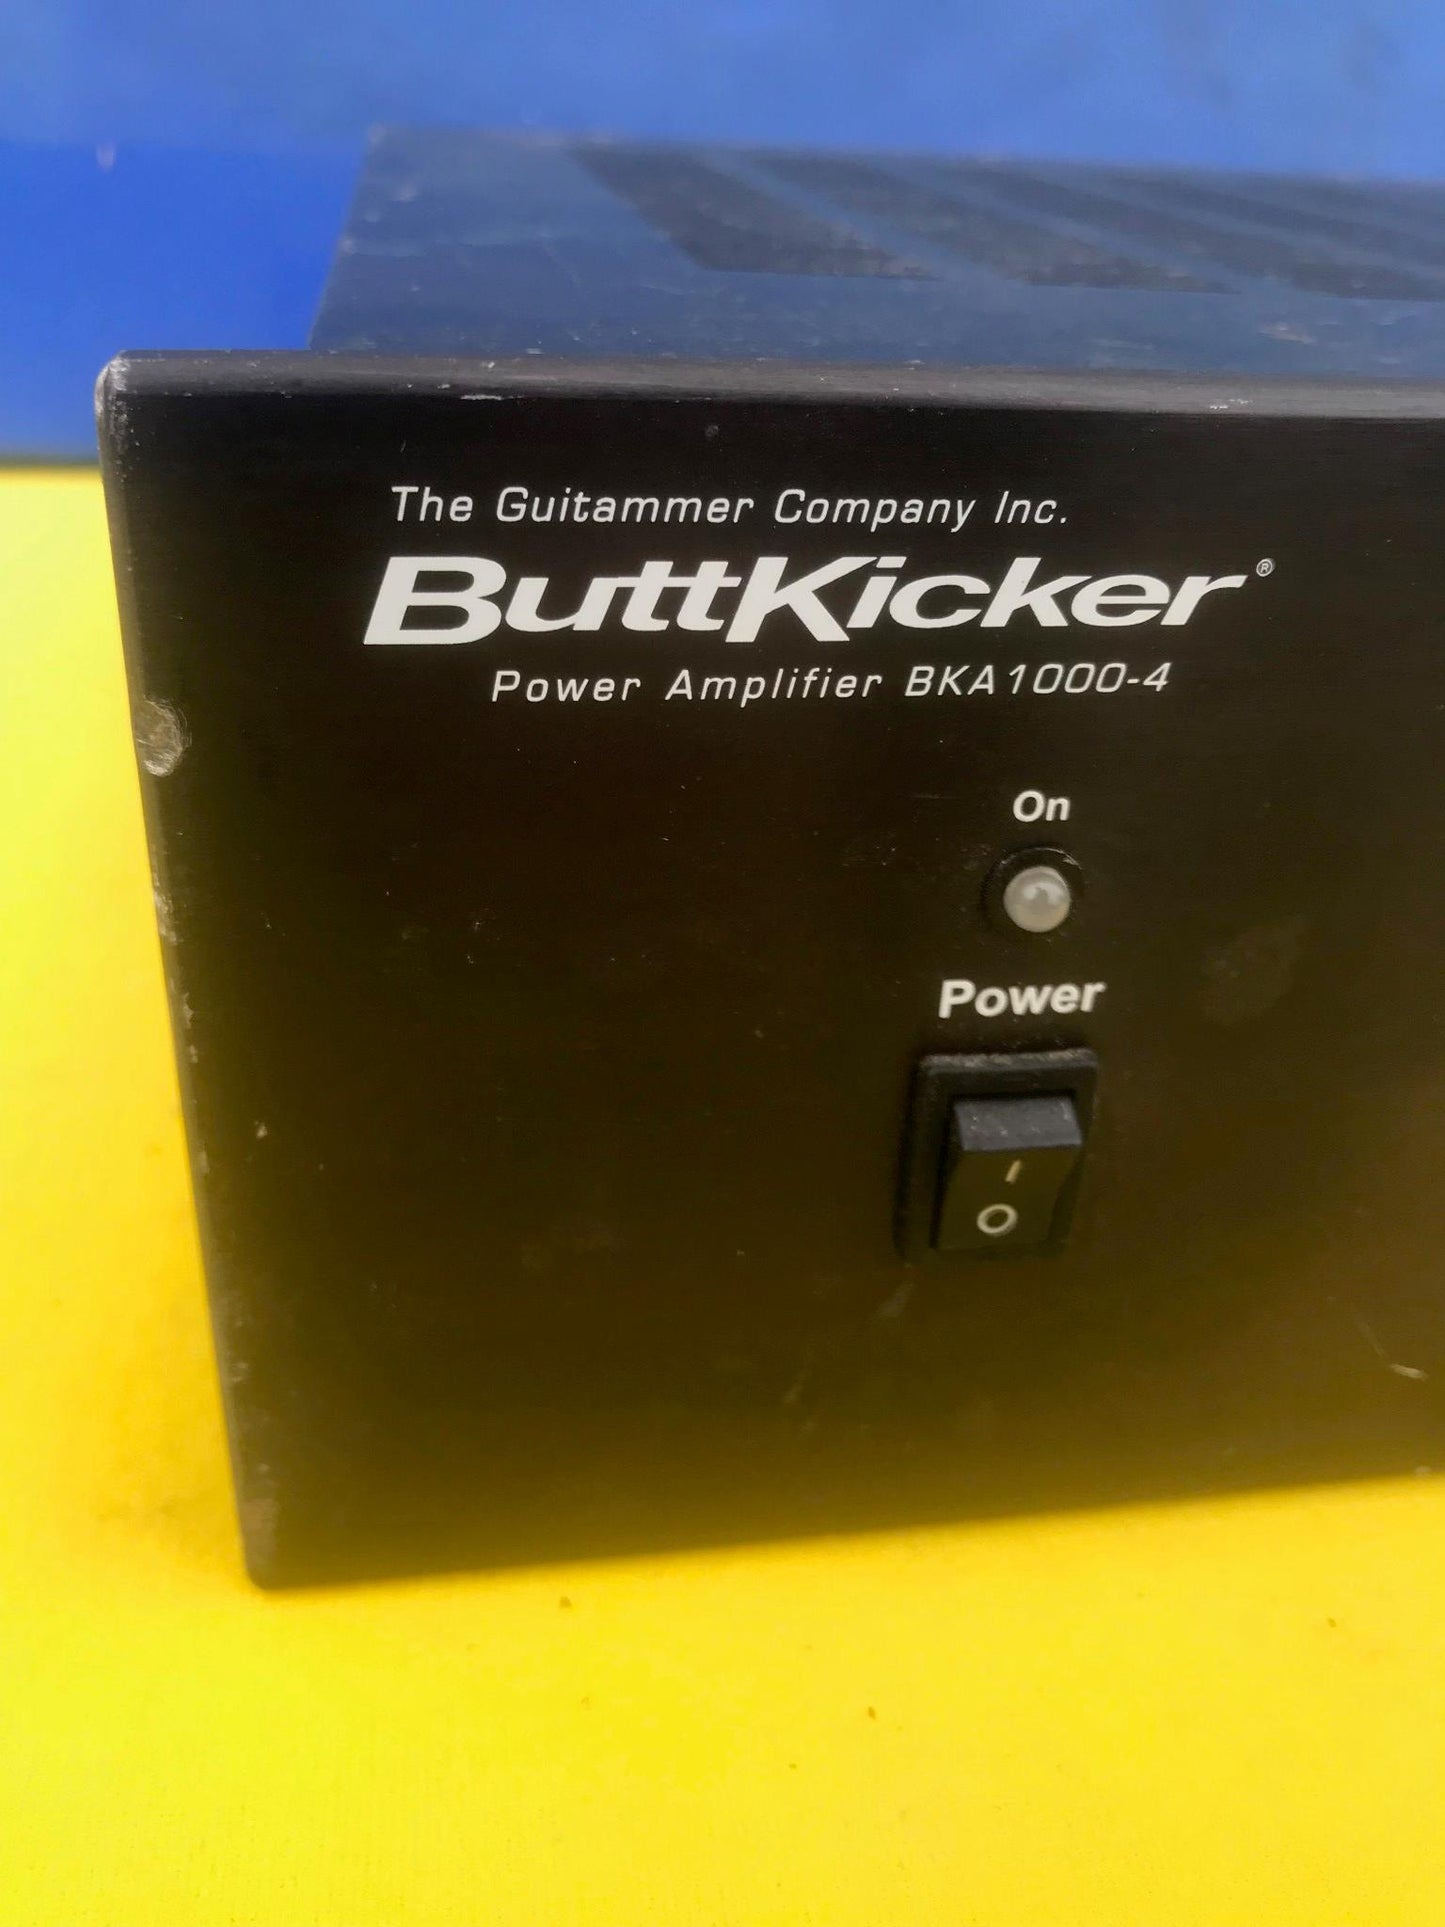 The Guitammer Company Inc.
ButtKicker®
Power Amplifier BKA1000-4
On
Power
I
O